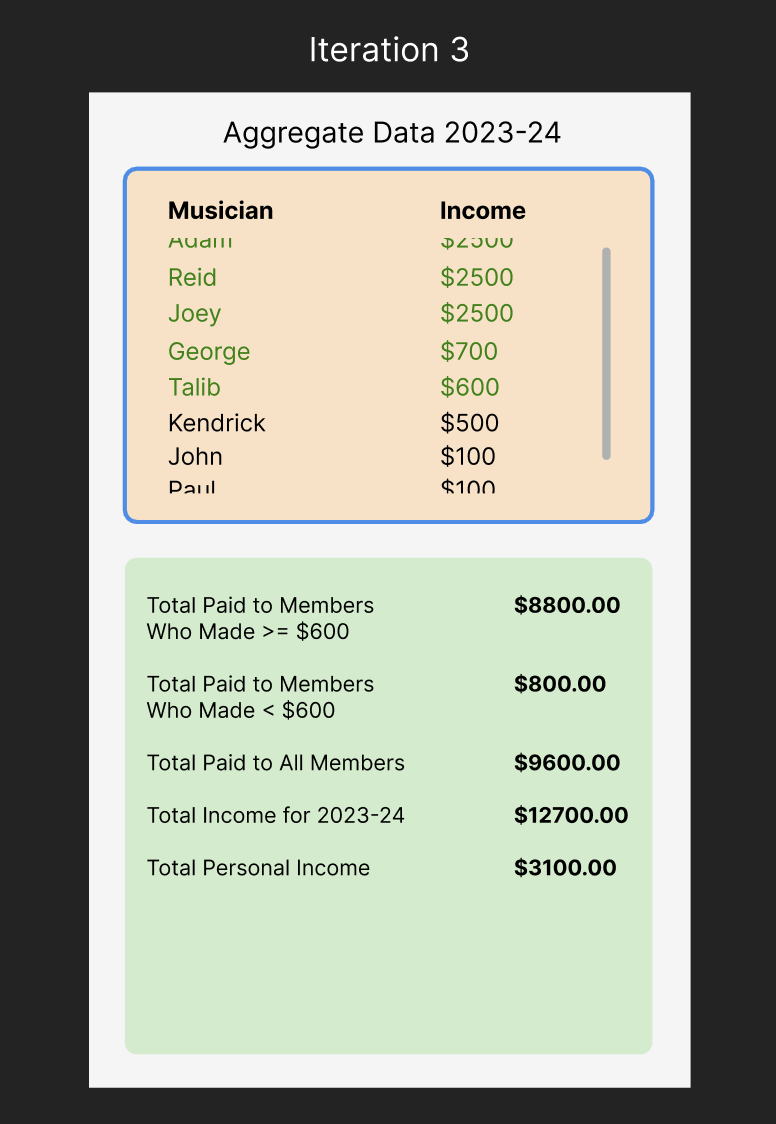 Iteration 3
Aggregate Data 2023-24
Musician Income
Adam $2500
Reid $2500
Joey $2500
George $700
Talib $600
Kendrick $500
John $100
Paul $100
Total Paid to Members $8800.00
Who Made >= $600
Total Paid to Members $800.00
Who Made < $600
Total Paid to All Members $9600.00
Total Income for 2023-24 $12700.00
Total Personal Income $3100.00